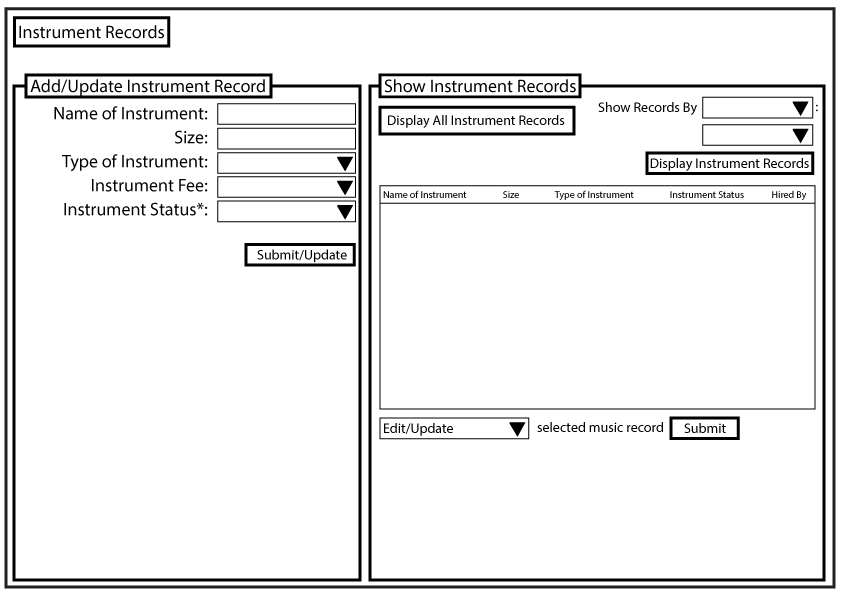 Instrument Records
Add/Update Instrument Record
Name of Instrument:
Size:
Type of Instrument:
Instrument Fee:
Instrument Status*:
Submit/Update
Show Instrument Records
Display All Instrument Records
Show Records By :
Display Instrument Records
Name of Instrument Size Type of Instrument Instrument Status Hired By
Edit/Update selected music record Submit